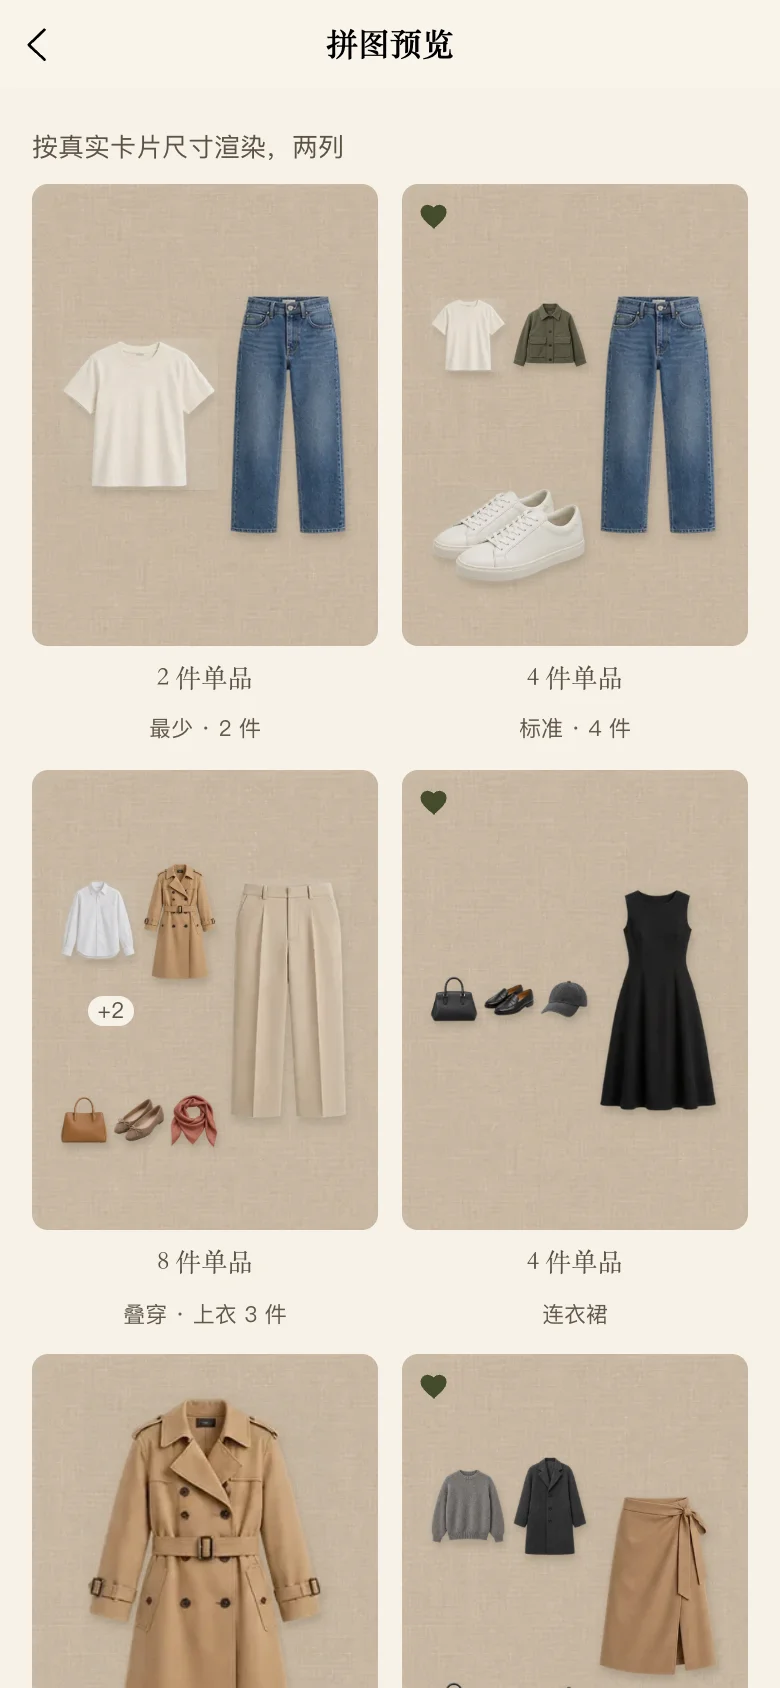 拼图预览
按真实卡片尺寸渲染，两列
2 件单品
最少 · 2 件
4 件单品
标准 · 4 件
+2
8 件单品
叠穿 · 上衣 3 件
4 件单品
连衣裙